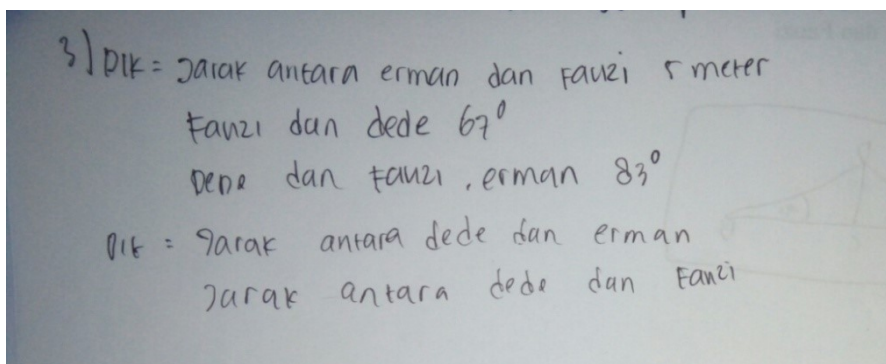 3) DIK = Jarak antara erman dan Fauzi 5 meter
Fauzi dan dede 67°
Dede dan Fauzi, erman 83°
Dit = Jarak antara dede dan erman
Jarak antara dede dan Fauzi